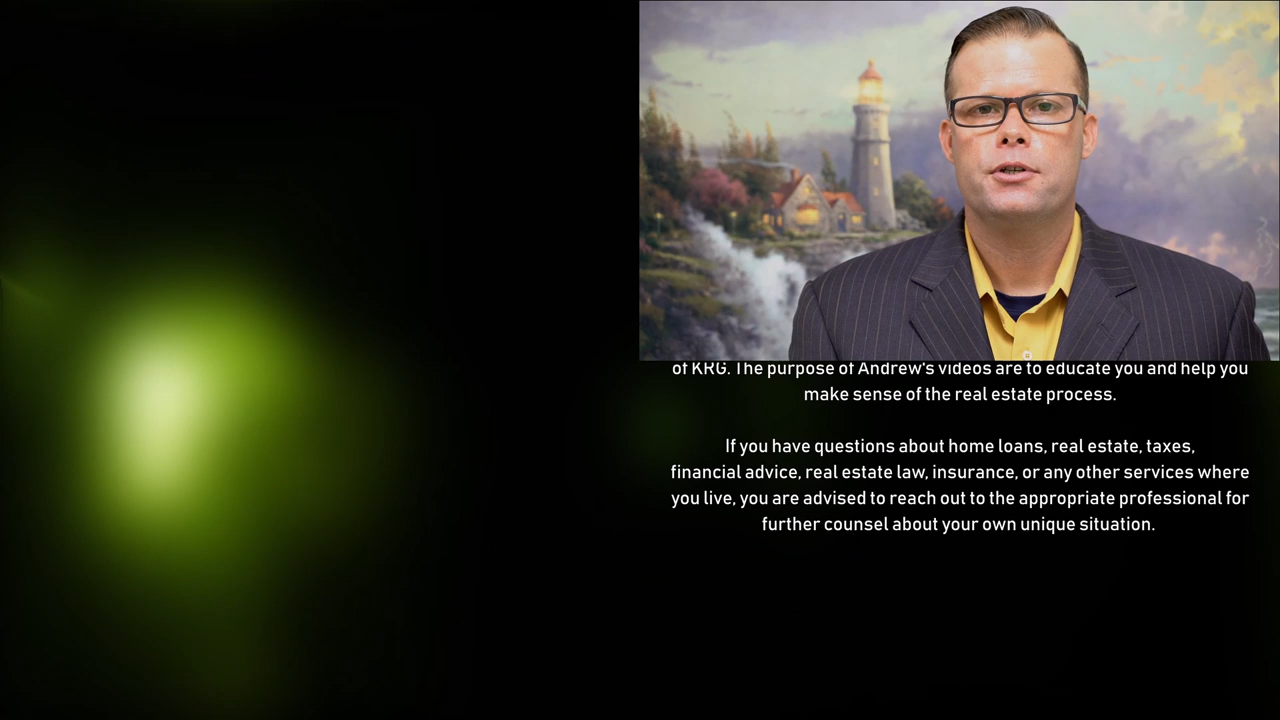 of KRG. The purpose of Andrew's videos are to educate you and help you
make sense of the real estate process.
If you have questions about home loans, real estate, taxes,
financial advice, real estate law, insurance, or any other services where
you live, you are advised to reach out to the appropriate professional for
further counsel about your own unique situation.